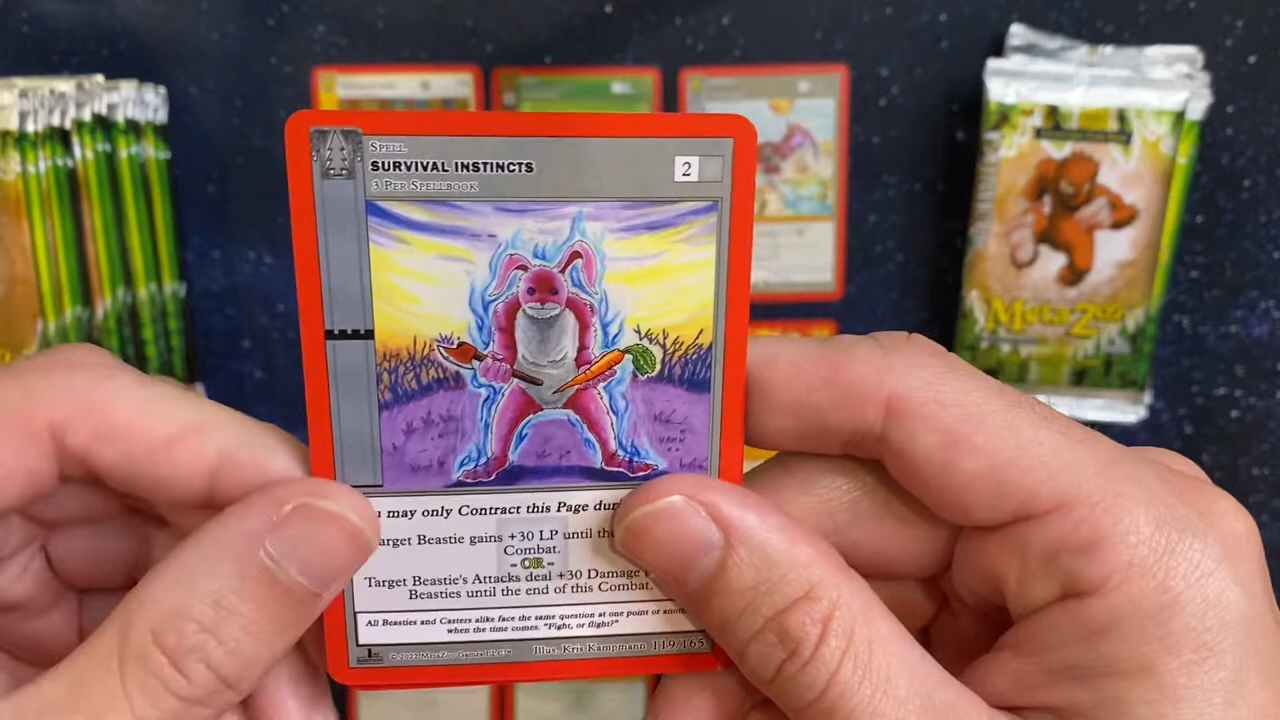 SPELL
SURVIVAL INSTINCTS
2
3 PER SPELLBOOK
may only Contract this Page
Target Beastie gains +30 LP until the
Combat.
- OR -
Target Beastie's Attacks deal +30 Damage
Beasties until the end of this Combat.
All Beasties and Casters alike face the same question at one point or
when the time comes. "Fight, or flight?"
1st
© 2022 MetaZoo Games LLC™
Illus. Kris Kampmann 119/165
MetaZoo